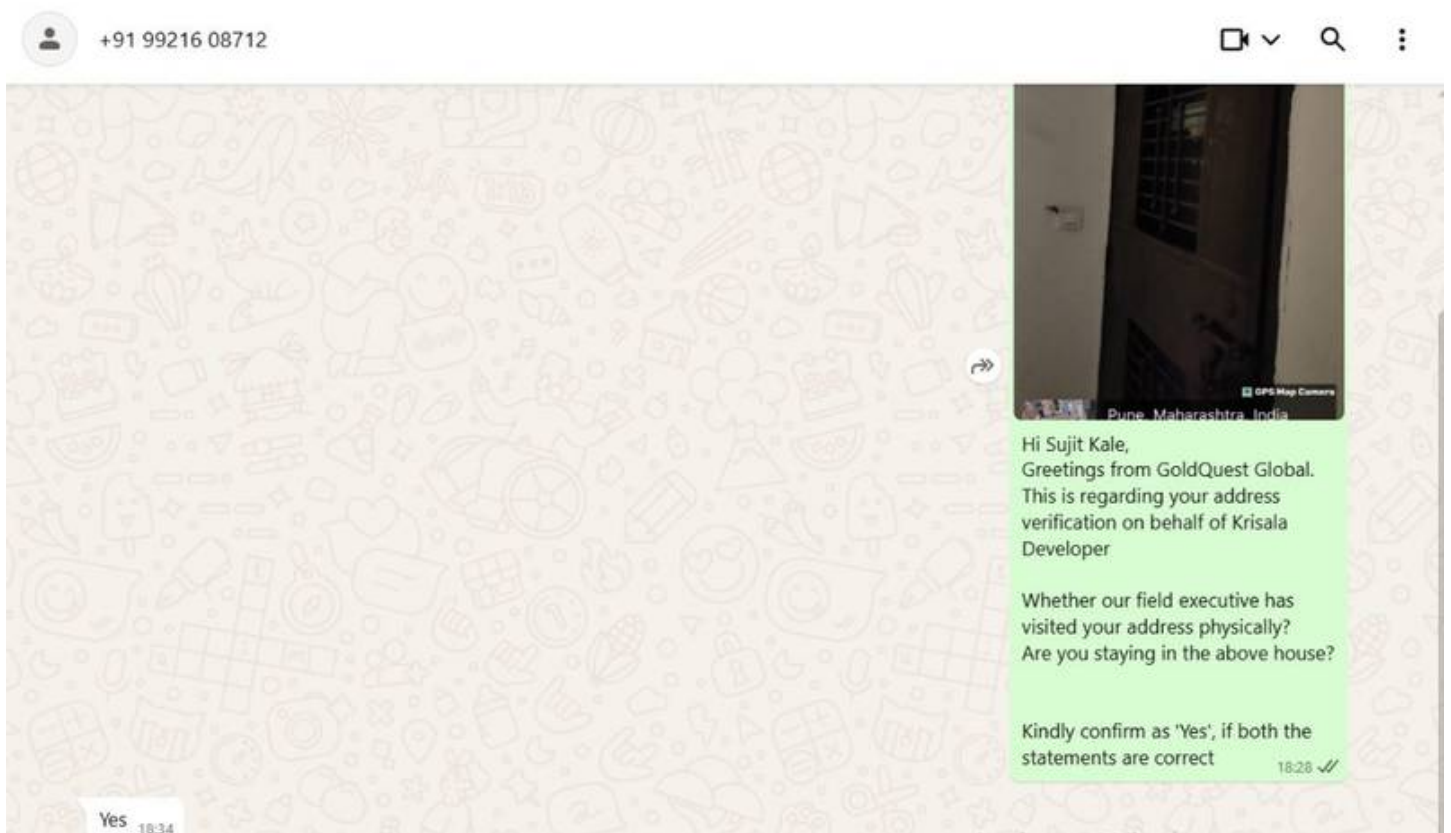 +91 99216 08712
GPS Map Camera
Pune, Maharashtra, India
Hi Sujit Kale,
Greetings from GoldQuest Global.
This is regarding your address
verification on behalf of Krisala
Developer
Whether our field executive has
visited your address physically?
Are you staying in the above house?
Kindly confirm as 'Yes', if both the
statements are correct
18:28
Yes
18:34